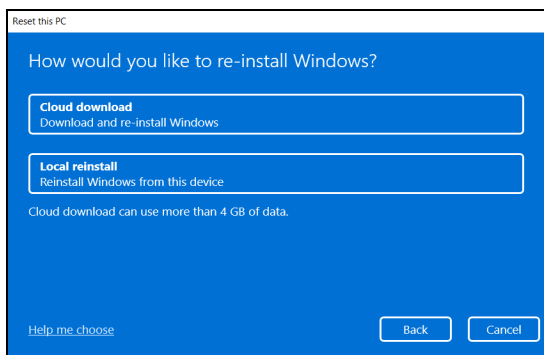 Reset this PC
How would you like to re-install Windows?
Cloud download
Download and re-install Windows
Local reinstall
Reinstall Windows from this device
Cloud download can use more than 4 GB of data.
Help me choose
Back
Cancel